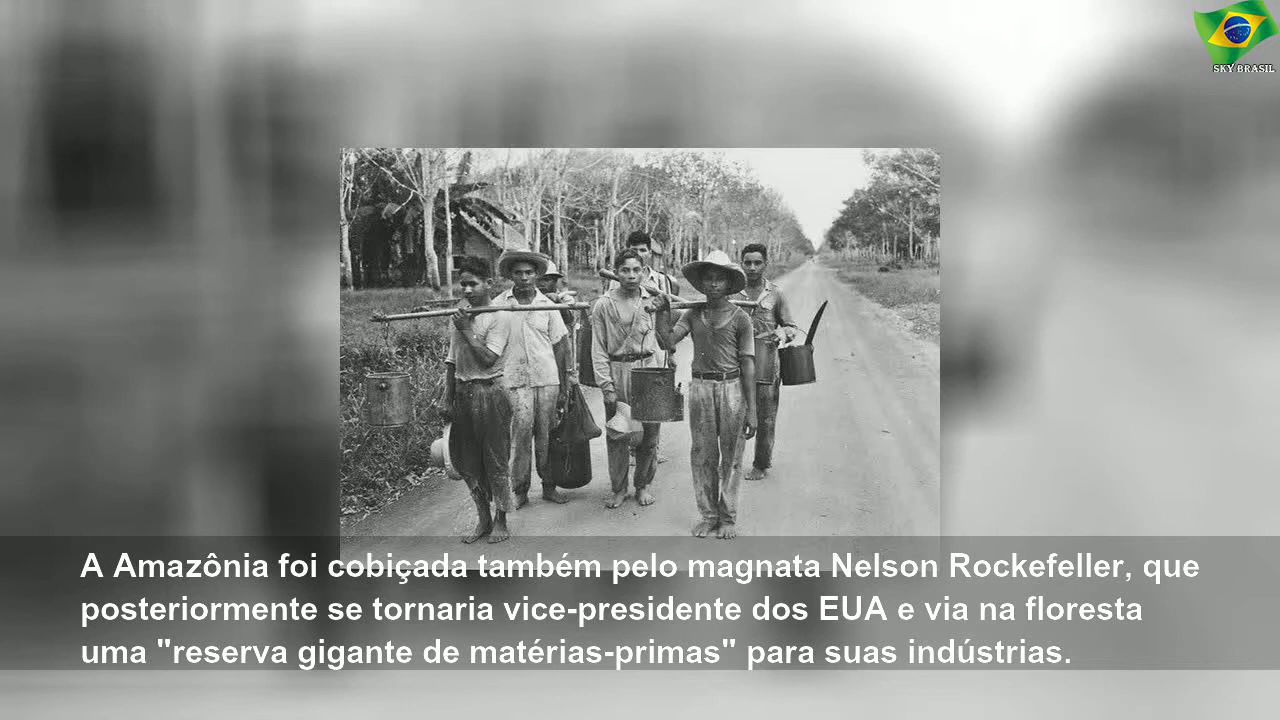 SKY BRASIL
A Amazônia foi cobiçada também pelo magnata Nelson Rockefeller, que
posteriormente se tornaria vice-presidente dos EUA e via na floresta
uma "reserva gigante de matérias-primas" para suas indústrias.